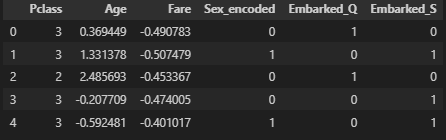 Pclass Age Fare Sex_encoded Embarked_Q Embarked_S
0 3 0.369449 -0.490783 0 1 0
1 3 1.331378 -0.507479 1 0 1
2 2 2.485693 -0.453367 0 1 0
3 3 -0.207709 -0.474005 0 0 1
4 3 -0.592481 -0.401017 1 0 1